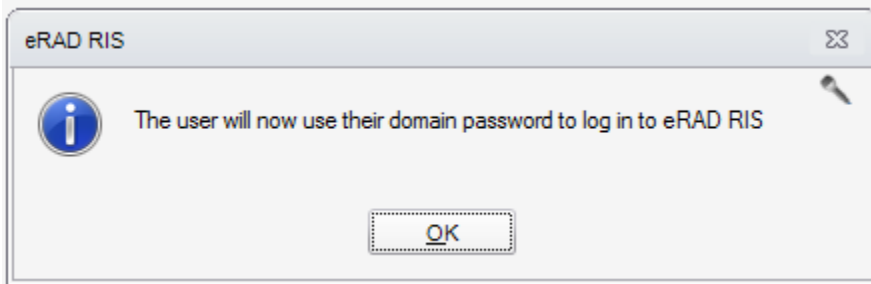 eRAD RIS
The user will now use their domain password to log in to eRAD RIS
OK